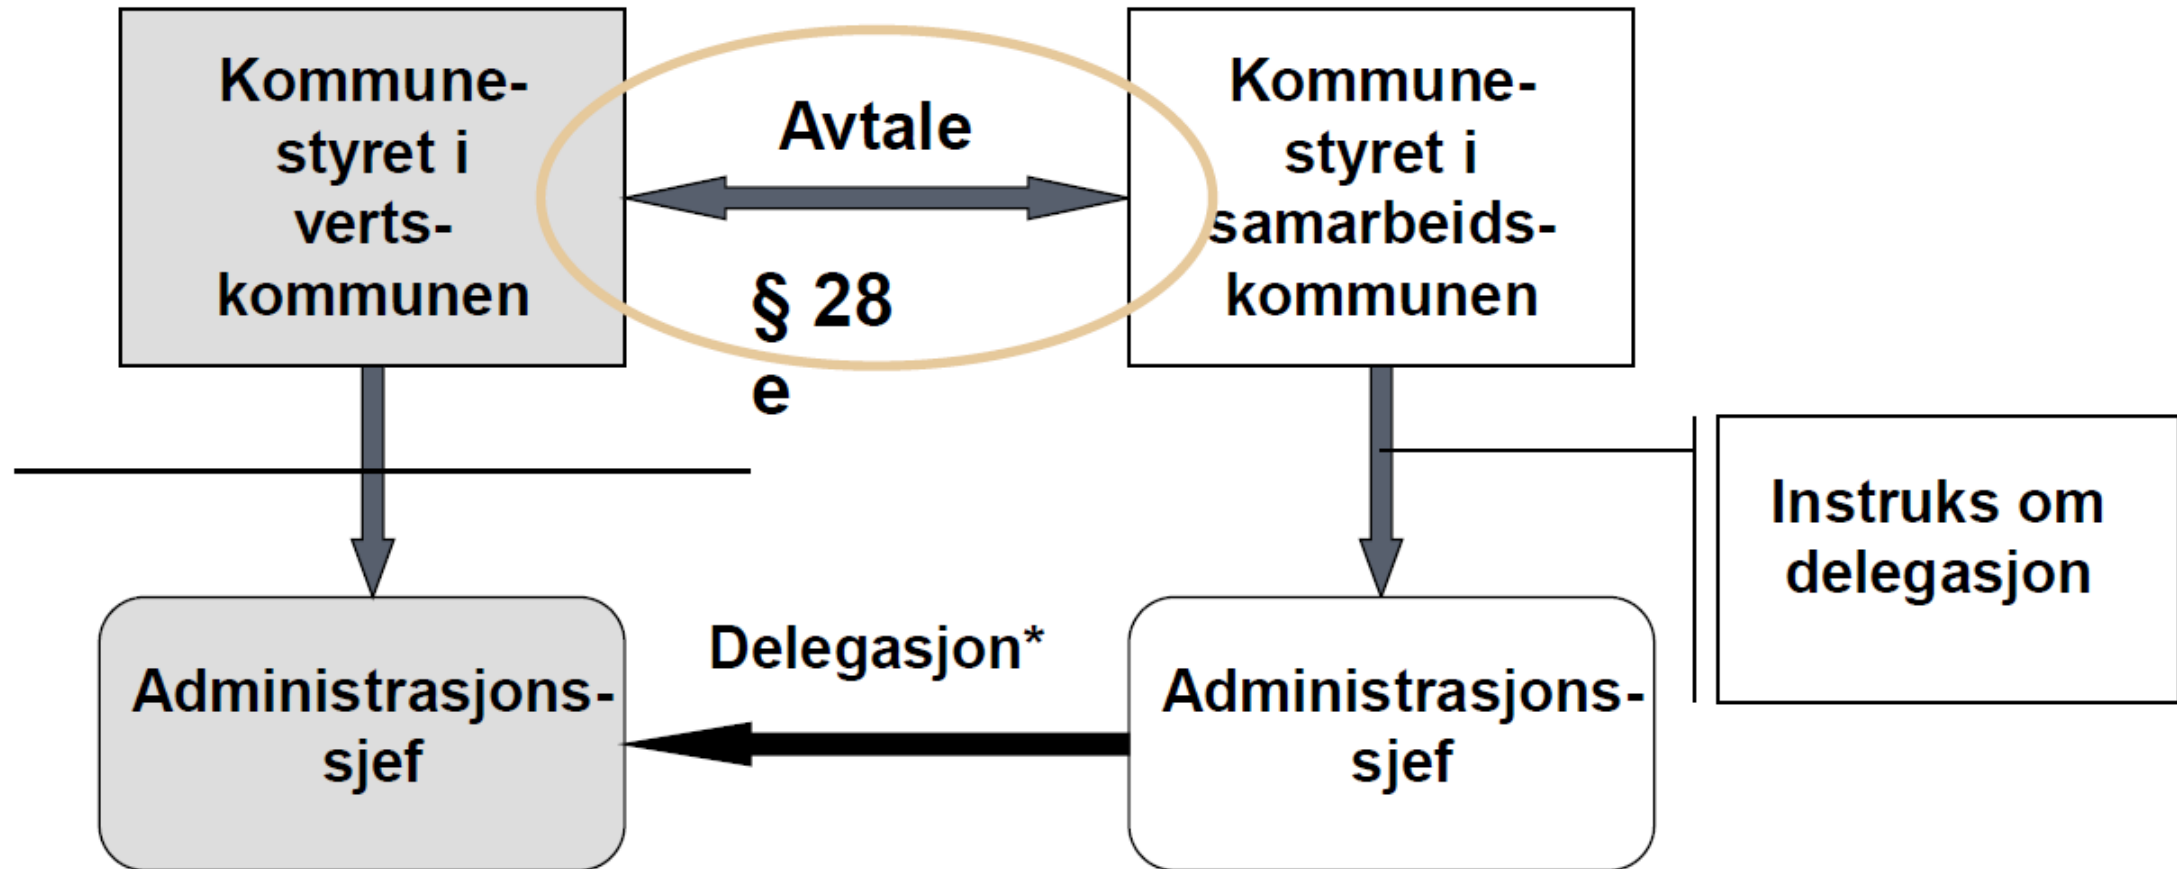 Kommune-
styret i
verts-
kommunen
Avtale
§ 28
e
Kommune-
styret i
samarbeids-
kommunen
Instruks om
delegasjon
Administrasjons-
sjef
Delegasjon*
Administrasjons-
sjef